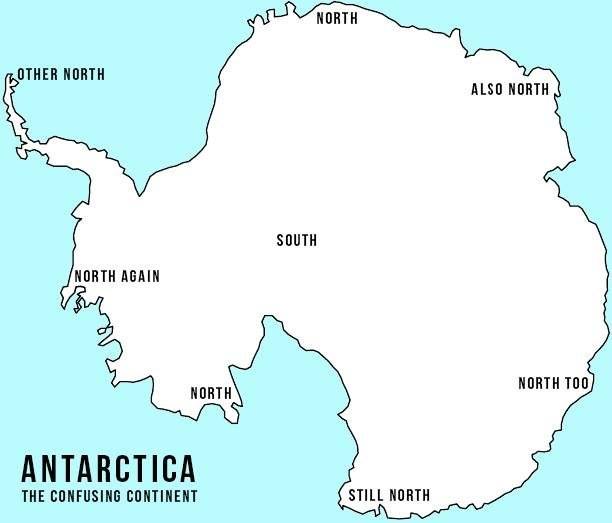 NORTH
OTHER NORTH
ALSO NORTH
SOUTH
NORTH AGAIN
NORTH TOO
NORTH
ANTARCTICA
THE CONFUSING CONTINENT
STILL NORTH